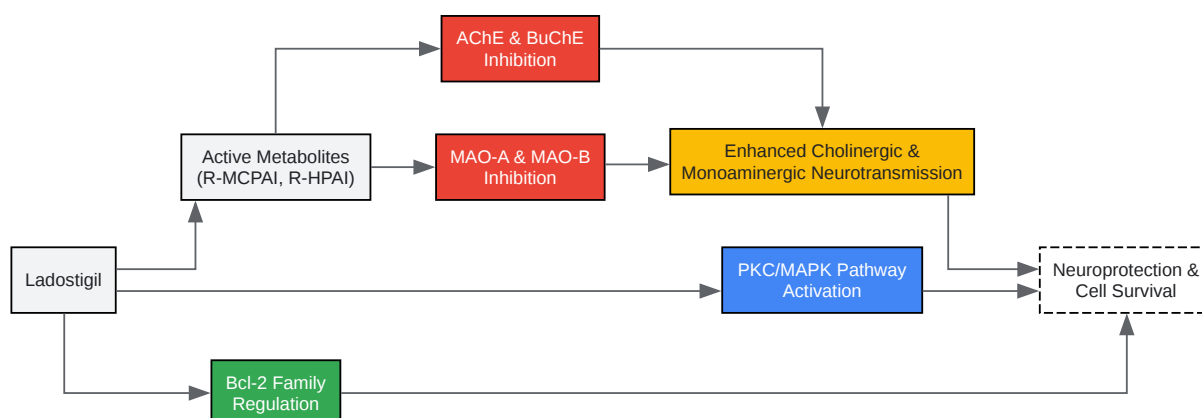 AChE & BuChE
Inhibition
Active Metabolites
(R-MCPAI, R-HPAI)
MAO-A & MAO-B
Inhibition
Enhanced Cholinergic &
Monoaminergic Neurotransmission
Ladostigil
PKC/MAPK Pathway
Activation
Neuroprotection &
Cell Survival
Bcl-2 Family
Regulation